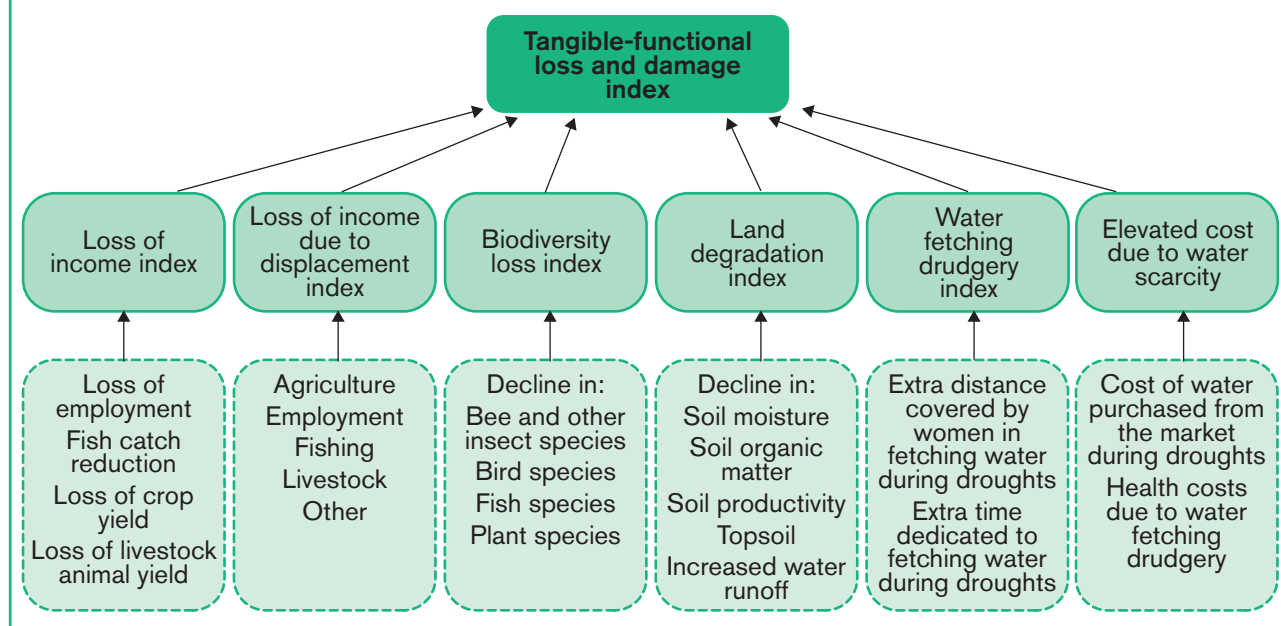 Tangible-functional
loss and damage
index
Loss of
income index
Loss of income
due to
displacement
index
Biodiversity
loss index
Land
degradation
index
Water
fetching
drudgery
index
Elevated cost
due to water
scarcity
Loss of
employment
Fish catch
reduction
Loss of crop
yield
Loss of livestock
animal yield
Agriculture
Employment
Fishing
Livestock
Other
Decline in:
Bee and other
insect species
Bird species
Fish species
Plant species
Decline in:
Soil moisture
Soil organic
matter
Soil productivity
Topsoil
Increased water
runoff
Extra distance
covered by
women in
fetching water
during droughts
Extra time
dedicated to
fetching water
during droughts
Cost of water
purchased from
the market
during droughts
Health costs
due to water
fetching
drudgery